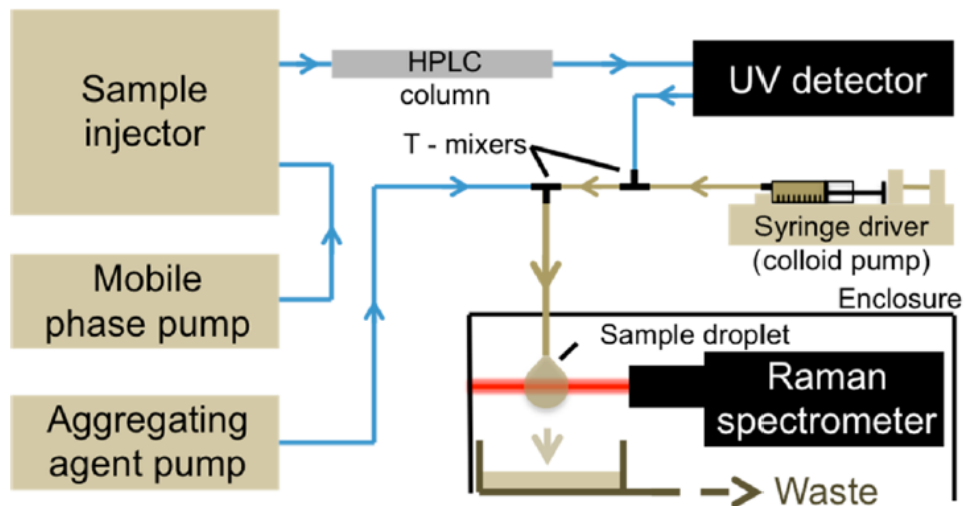 Sample
injector
HPLC
column
UV detector
T - mixers
Syringe driver
(colloid pump)
Mobile
phase pump
Enclosure
Sample droplet
Raman
spectrometer
Aggregating
agent pump
Waste